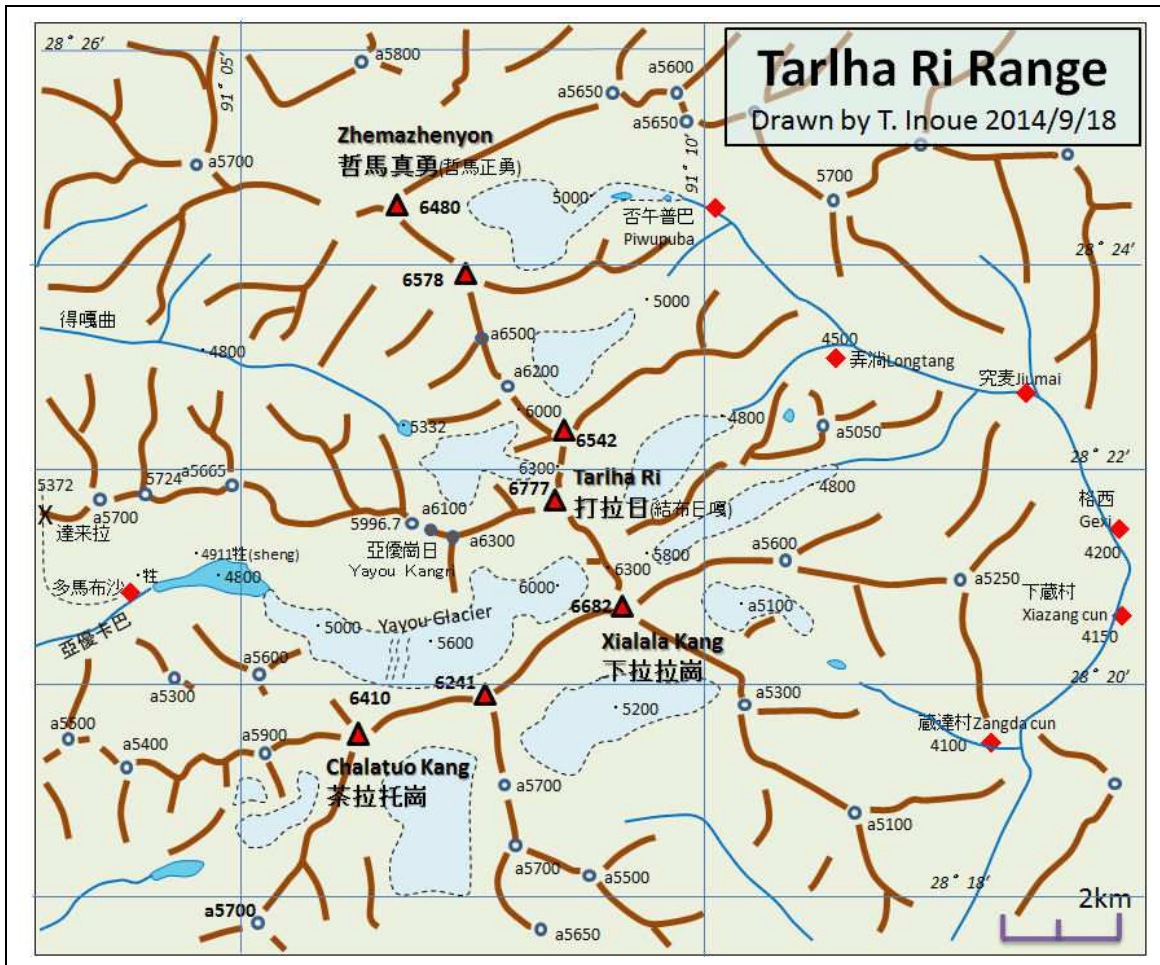 Tarlha Ri Range
Drawn by T. Inoue 2014/9/18
28° 26′
91° 05′
a5800
a5600
a5650
a5650
91° 10′
Zhemazhenyon
哲馬真勇(哲馬正勇)
a5700
6480
5000
否午普巴
Piwupuba
5700
28° 24′
6578
5000
得嘎曲
4800
a6500
4500
弄淌Longtang
究麦Jiumai
a6200
6000
5332
6542
4800
a5050
28° 22′
5372
5724
a5665
a5700
達来拉
6300
Tarlha Ri
6777
打拉日(結布日嘎)
4800
格西
Gexi
4200
5996.7
a6100
亞優崗日
a6300
Yayou Kangri
5800
a5600
6300
4911牲(sheng)
4800
牲
多馬布沙
亞優卡巴
6000
6682
a5100
a5250
下蔵村
Xiazang cun
4150
5000
Yayou Glacier
5600
Xialala Kang
下拉拉崗
a5600
a5300
6241
6410
28° 20′
a5300
5200
a5500
a5400
a5900
蔵達村Zangda cun
4100
Chalatuo Kang
茶拉托崗
a5700
a5100
a5700
a5500
28° 18′
a5700
a5650
2km